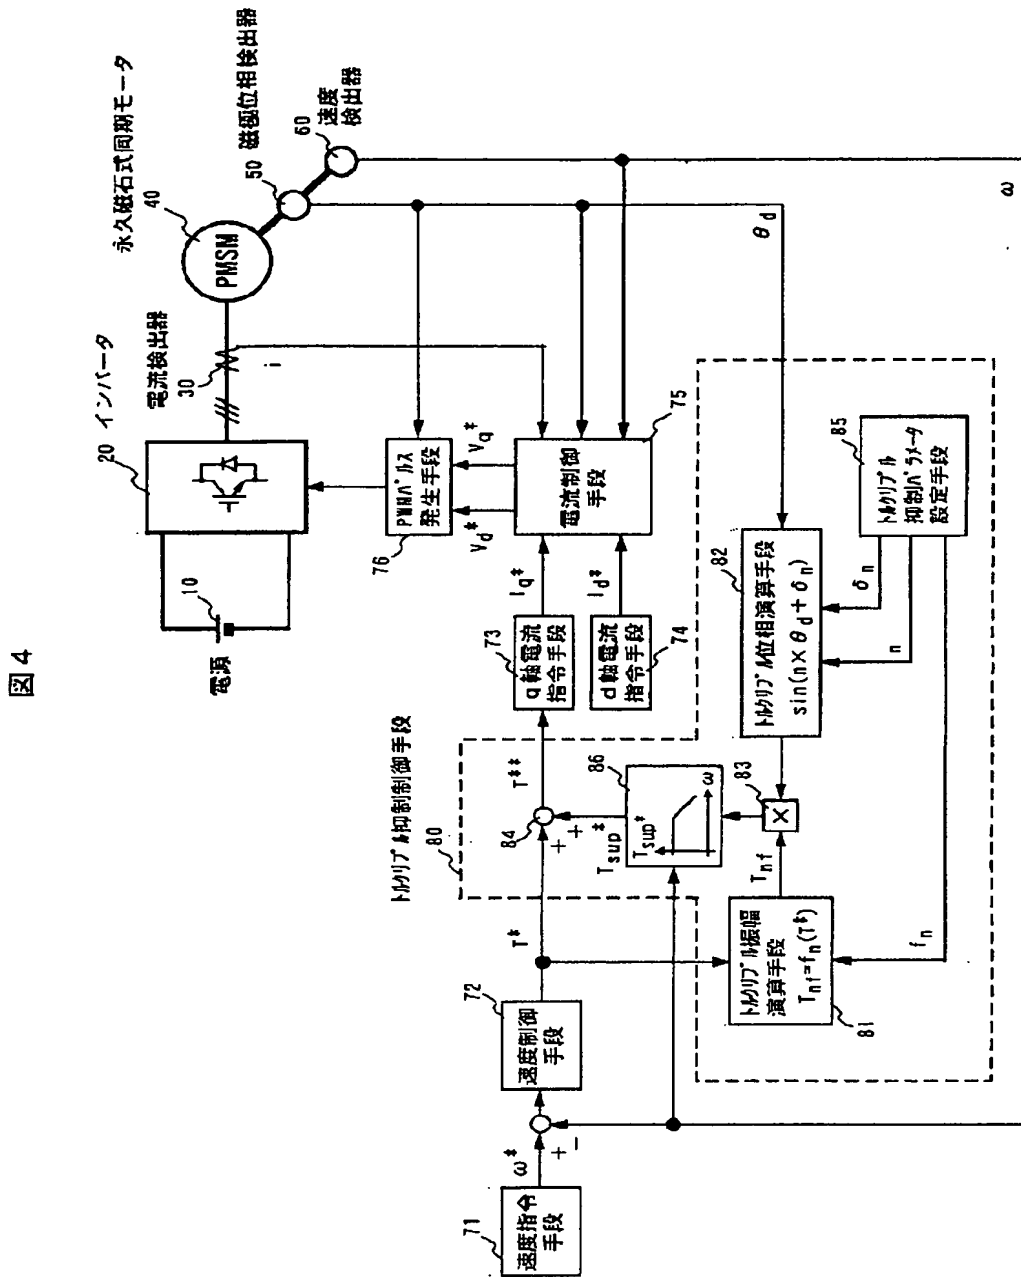 図4
電源
10
20 インバータ
電流検出器
30
i
永久磁石式同期モータ
40
PMSM
50 磁極位相検出器
60 速度
検出器
76
PWMパルス
発生手段
Vd*
Vq*
75
電流制御
手段
Iq*
Id*
73
q軸電流
指令手段
d軸電流
指令手段
74
トルクリプル抑制制御手段
80
T**
84
+
+
Tsup*
86
Tsup*
ω
83
×
Tnf
82
トルクリプル位相演算手段
sin(n×θd+δn)
θd
ω
85
トルクリプル
抑制パラメータ
設定手段
δn
n
fn
トルクリプル振幅
演算手段
Tnf=fn(T*)
81
T*
72
速度制御
手段
+
-
ω*
71
速度指令
手段